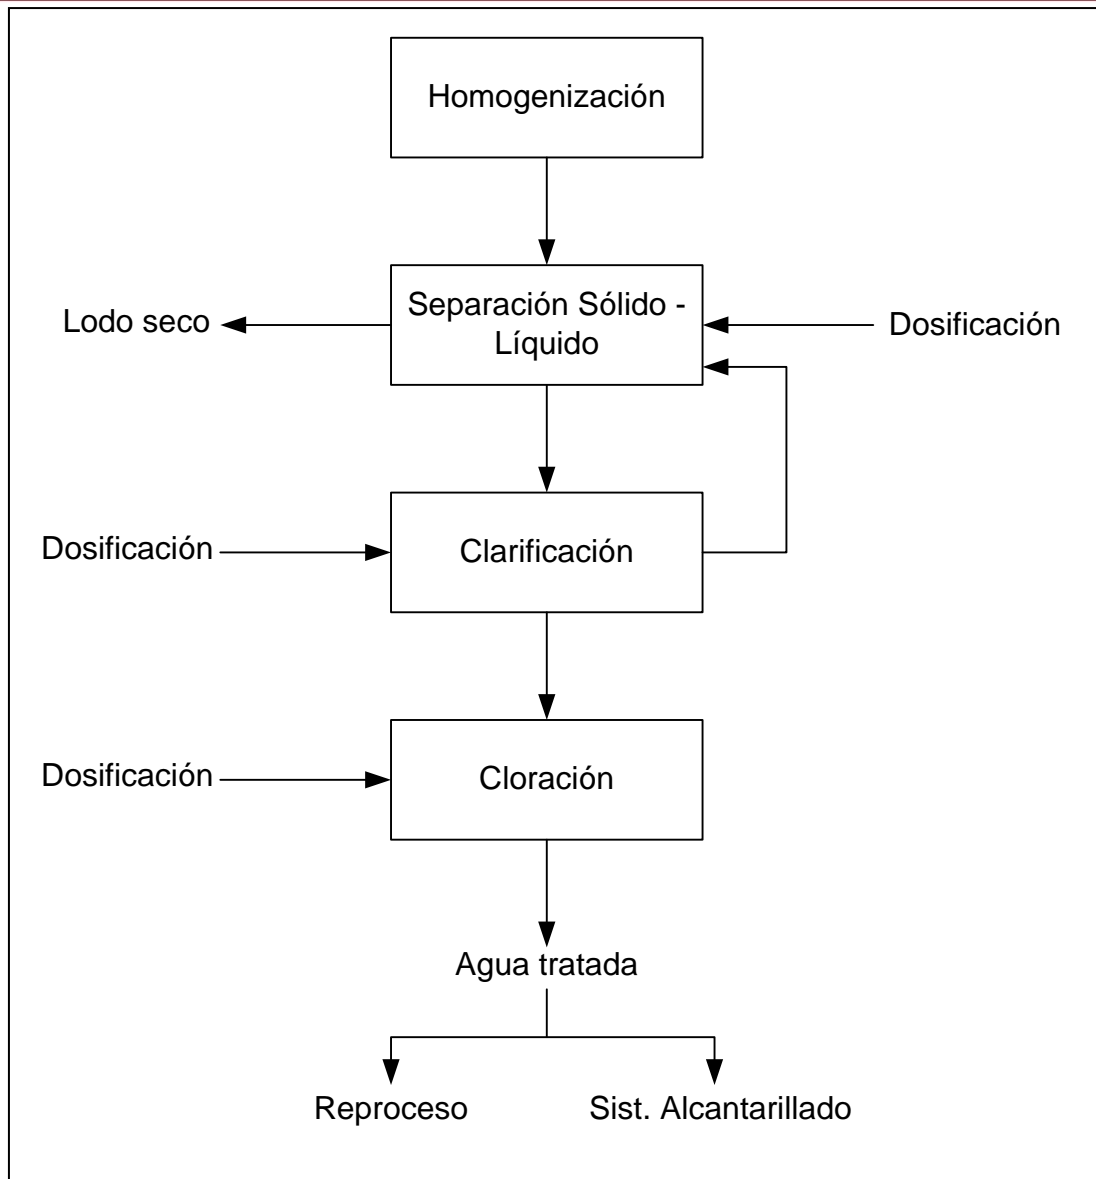 Homogenización
Separación Sólido -
Líquido
Lodo seco
Dosificación
Dosificación
Clarificación
Dosificación
Cloración
Agua tratada
Reproceso
Sist. Alcantarillado